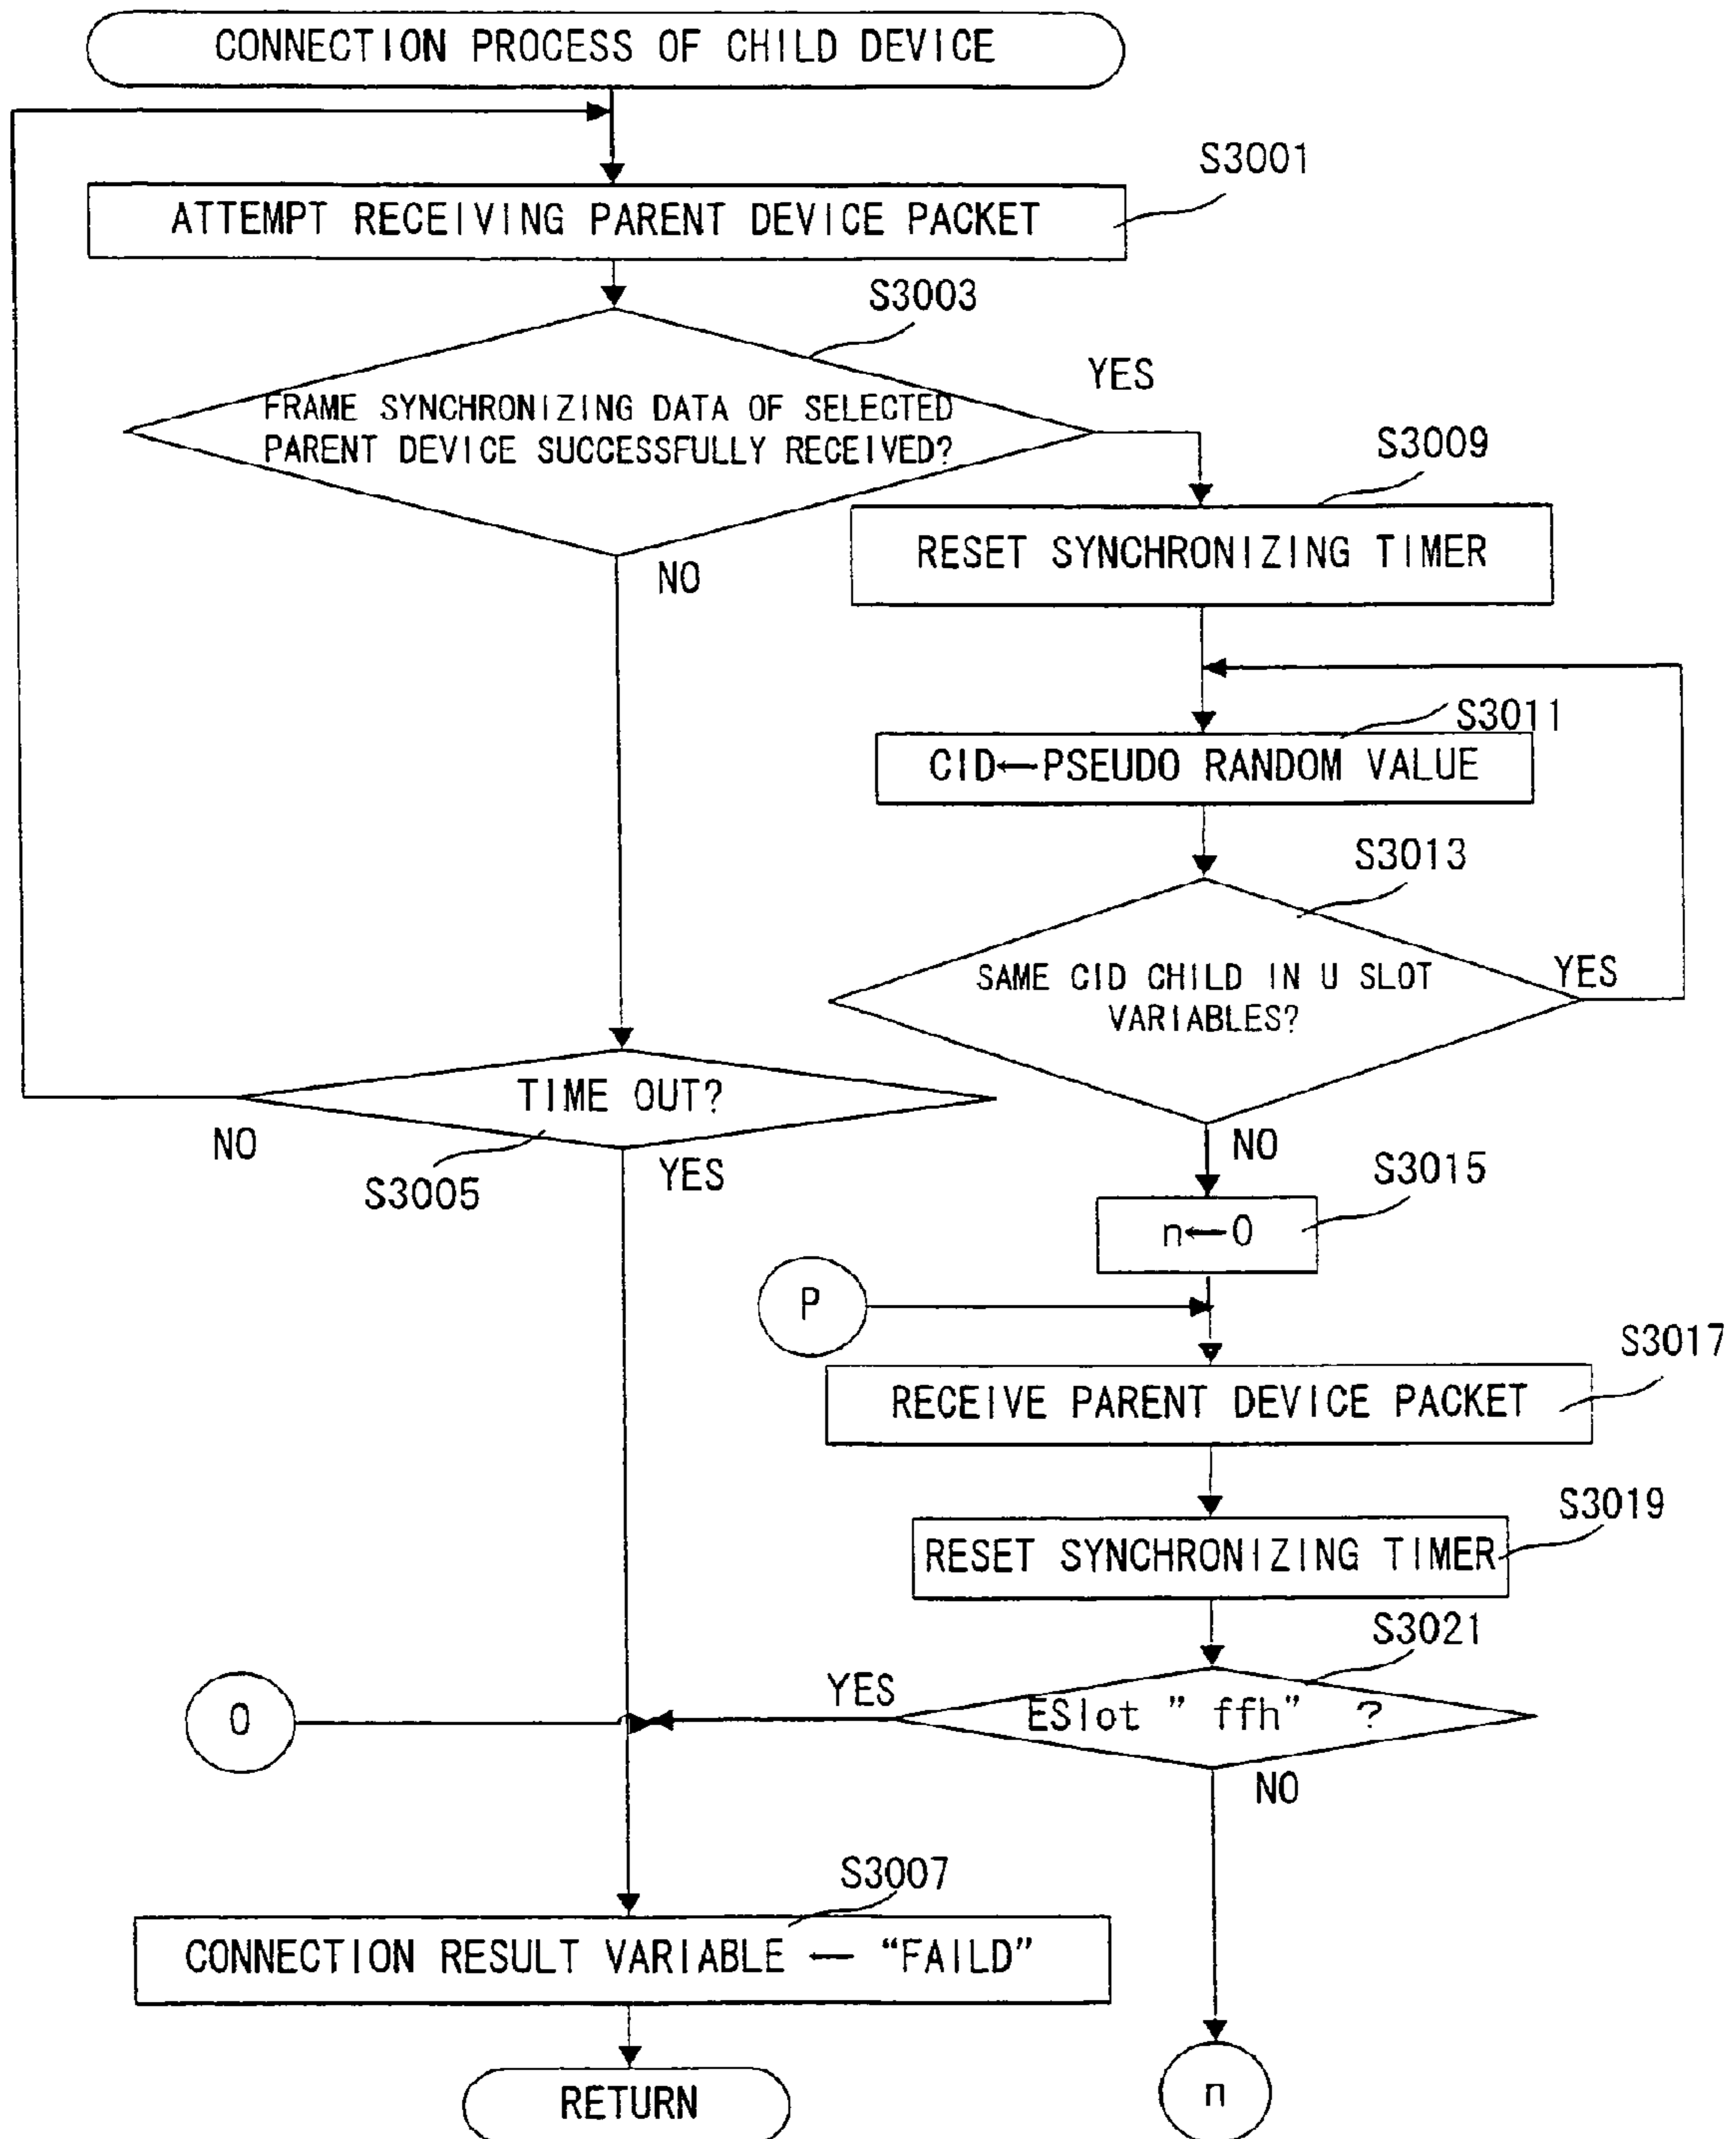 CONNECTION PROCESS OF CHILD DEVICE
S3001
ATTEMPT RECEIVING PARENT DEVICE PACKET
S3003
YES
FRAME SYNCHRONIZING DATA OF SELECTED
PARENT DEVICE SUCCESSFULLY RECEIVED?
S3009
RESET SYNCHRONIZING TIMER
NO
S3011
CID←PSEUDO RANDOM VALUE
S3013
SAME CID CHILD IN U SLOT
VARIABLES?
YES
TIME OUT?
NO
S3005
YES
NO
S3015
n←0
P
S3017
RECEIVE PARENT DEVICE PACKET
S3019
RESET SYNCHRONIZING TIMER
S3021
YES
O
ESlot ” ffh” ?
NO
S3007
CONNECTION RESULT VARIABLE ← “FAILD”
RETURN
n